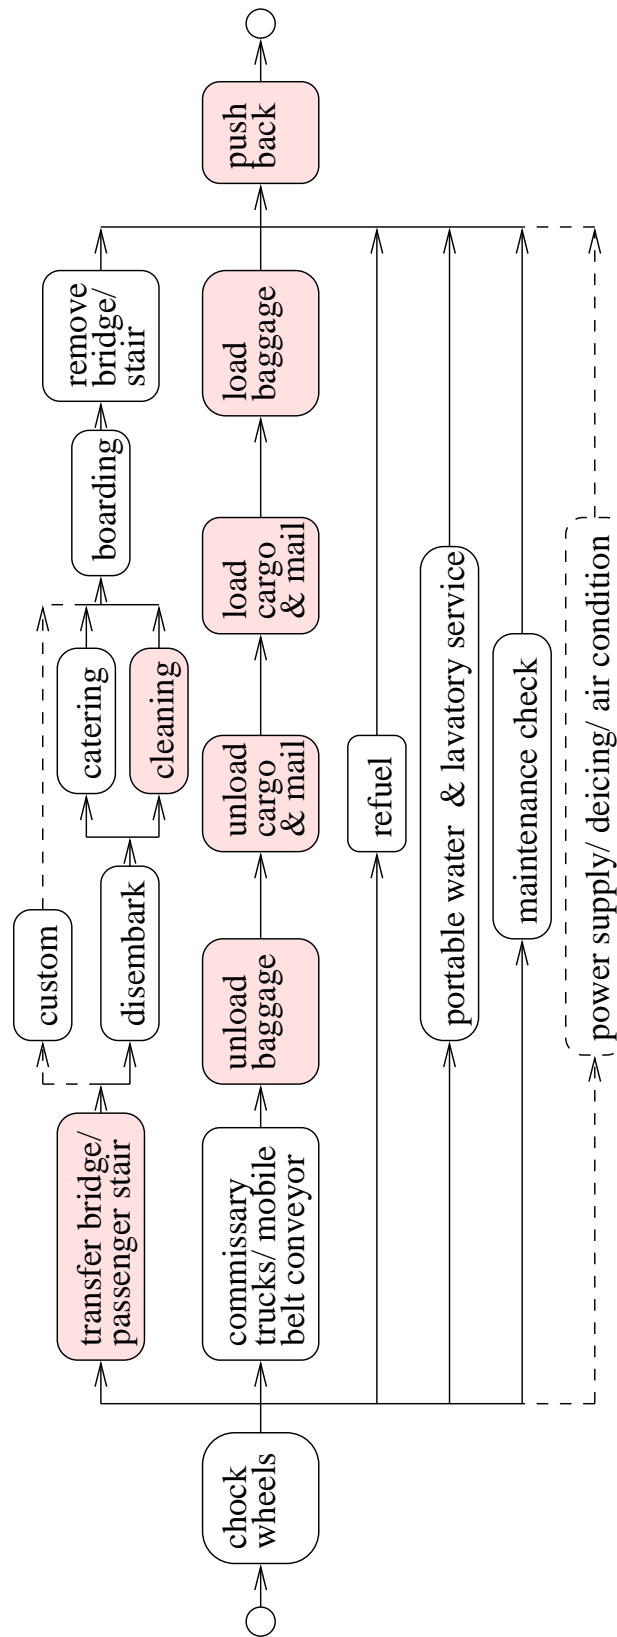 chock
wheels
transfer bridge/
passenger stair
custom
disembark
catering
cleaning
boarding
remove
bridge/
stair
commissary
trucks/ mobile
belt conveyor
unload
baggage
unload
cargo
& mail
load
cargo
& mail
load
baggage
refuel
portable water & lavatory service
maintenance check
power supply/ deicing/ air condition
push
back